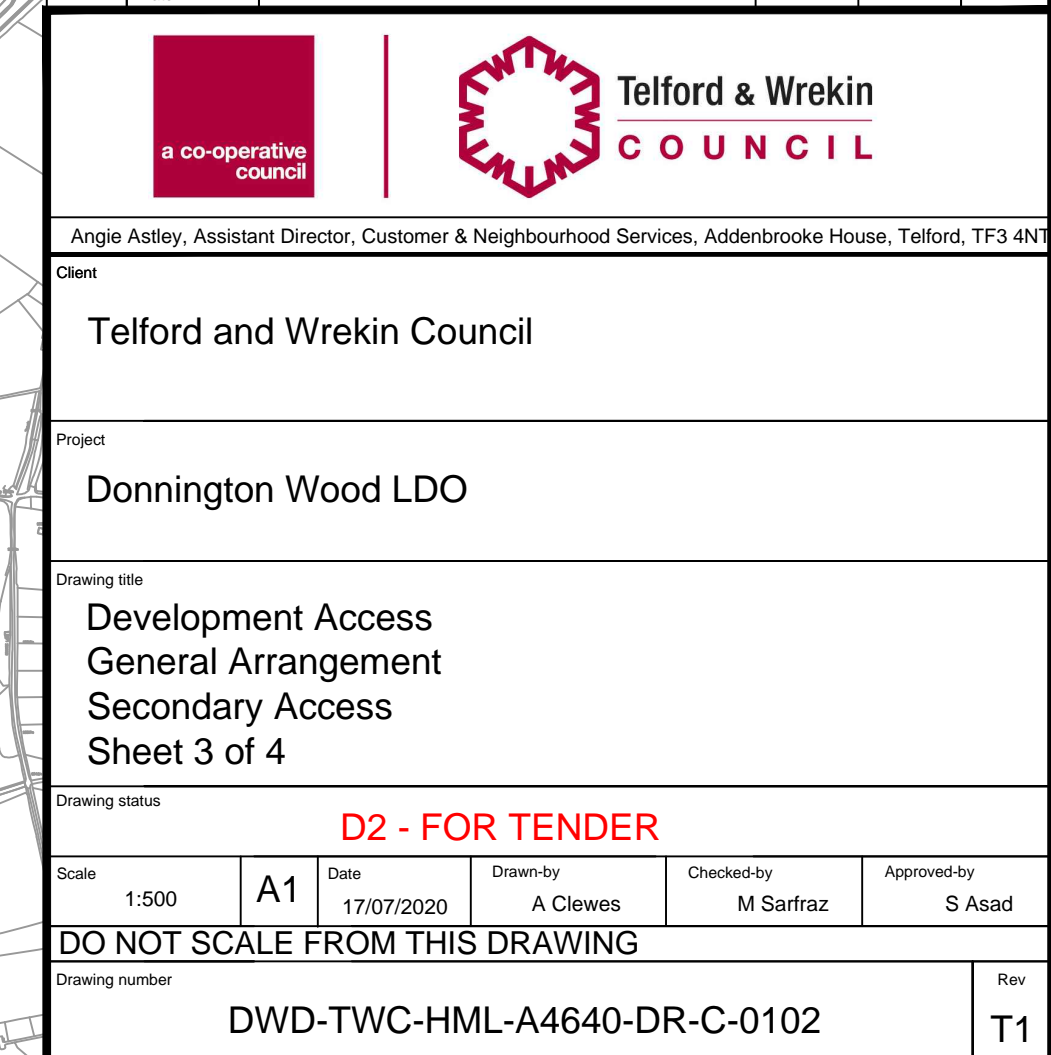 a co-operative
council
Telford & Wrekin
COUNCIL
Angie Astley, Assistant Director, Customer & Neighbourhood Services, Addenbrooke House, Telford, TF3 4NT
Client
Telford and Wrekin Council
Project
Donnington Wood LDO
Drawing title
Development Access
General Arrangement
Secondary Access
Sheet 3 of 4
Drawing status
D2 - FOR TENDER
Scale
1:500
A1
Date
17/07/2020
Drawn-by
A Clewes
Checked-by
M Sarfraz
Approved-by
S Asad
DO NOT SCALE FROM THIS DRAWING
Drawing number
DWD-TWC-HML-A4640-DR-C-0102
Rev
T1